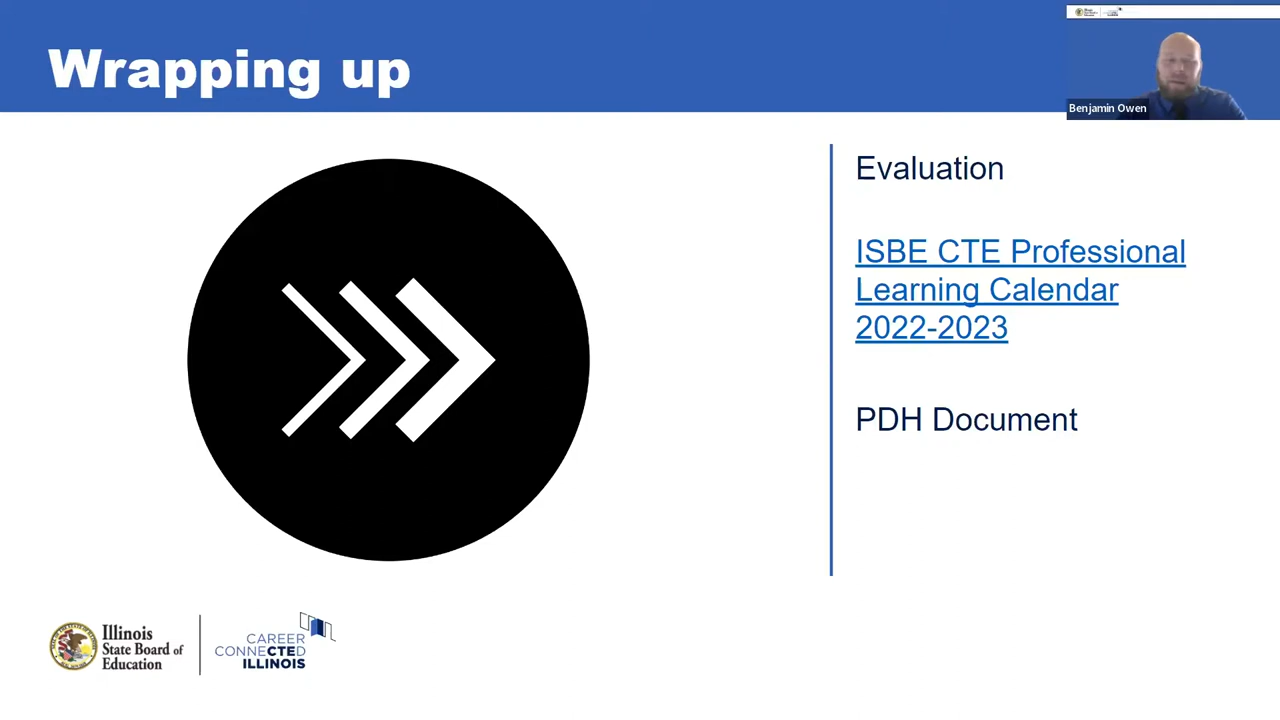 Wrapping up
Benjamin Owen
Evaluation
ISBE CTE Professional
Learning Calendar
2022-2023
PDH Document
Illinois
State Board of
Education
CAREER
CONNECTED
ILLINOIS